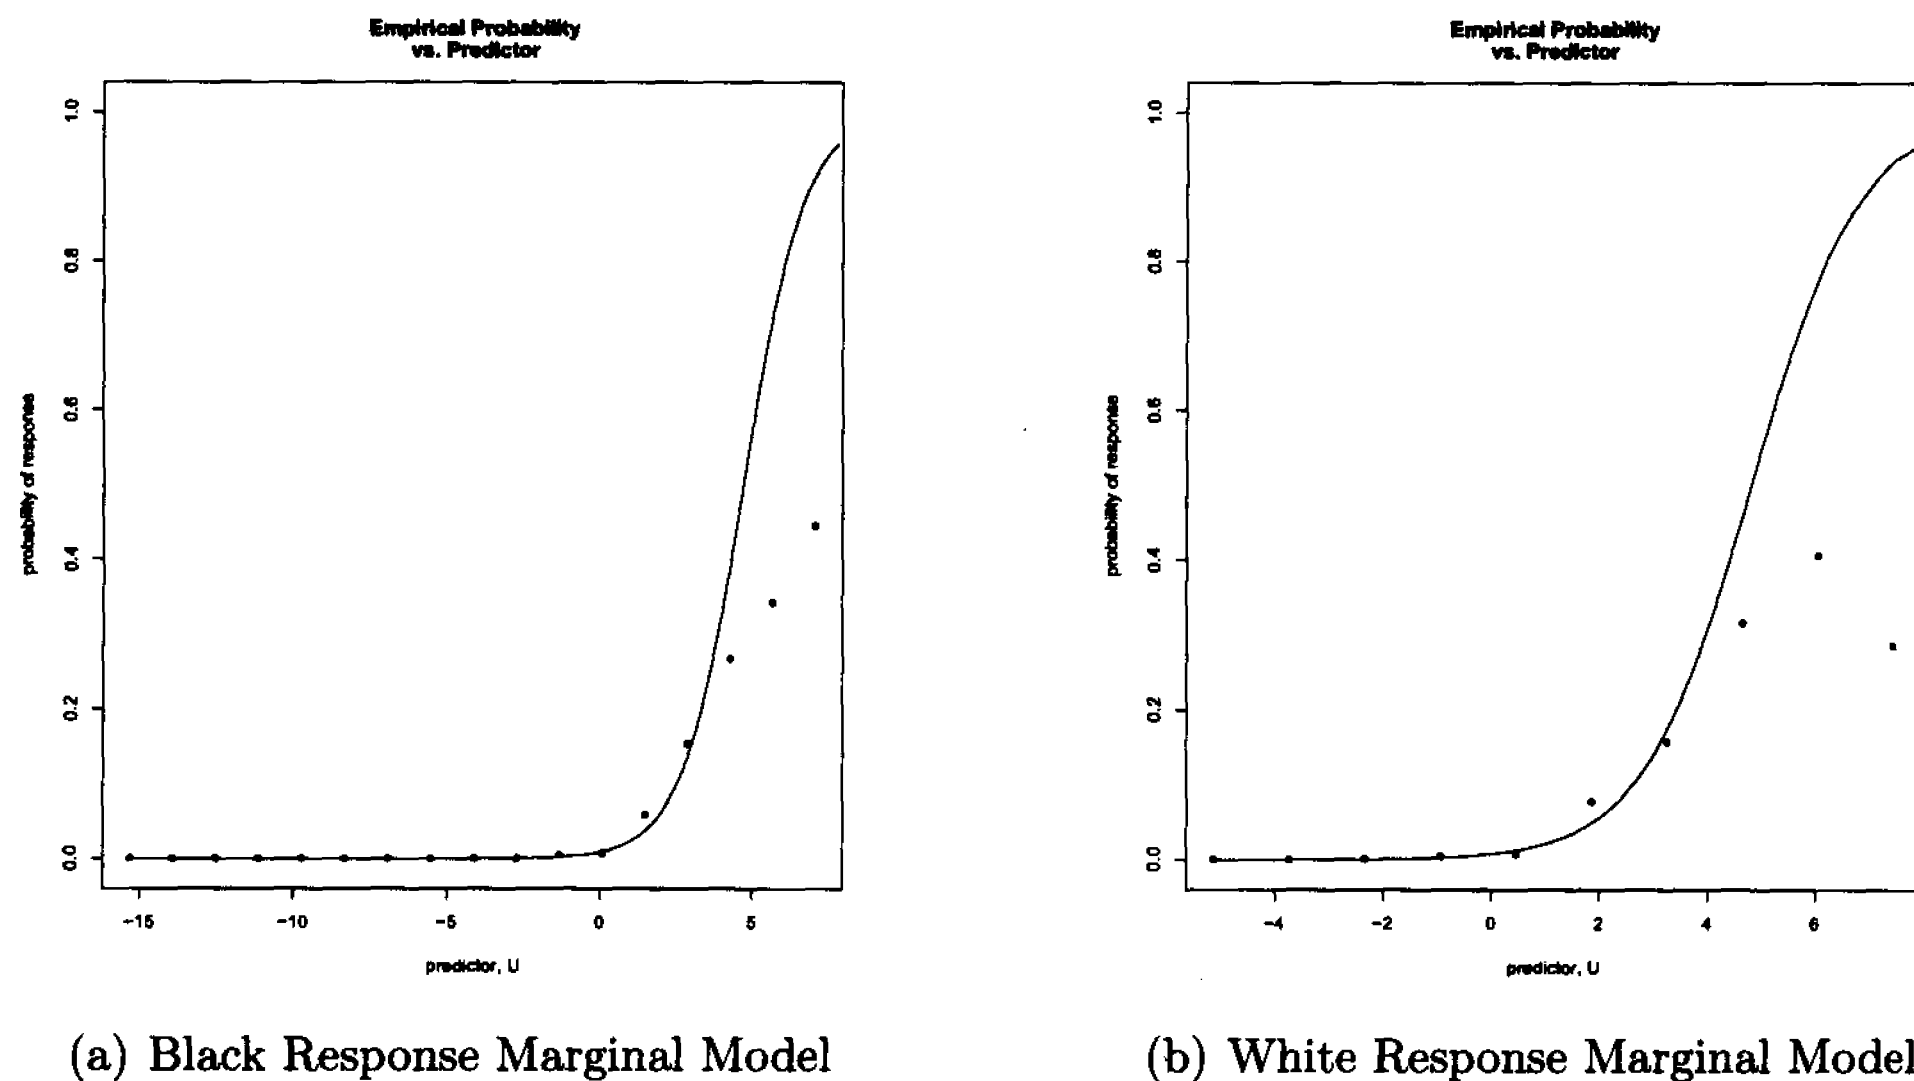 Empirical Probability
vs. Predictor
probability of response
1.0
0.8
0.6
0.4
0.2
0.0
−15
−10
−5
0
5
predictor, U
(a) Black Response Marginal Model
Empirical Probability
vs. Predictor
probability of response
1.0
0.8
0.6
0.4
0.2
0.0
−4
−2
0
2
4
6
predictor, U
(b) White Response Marginal Model